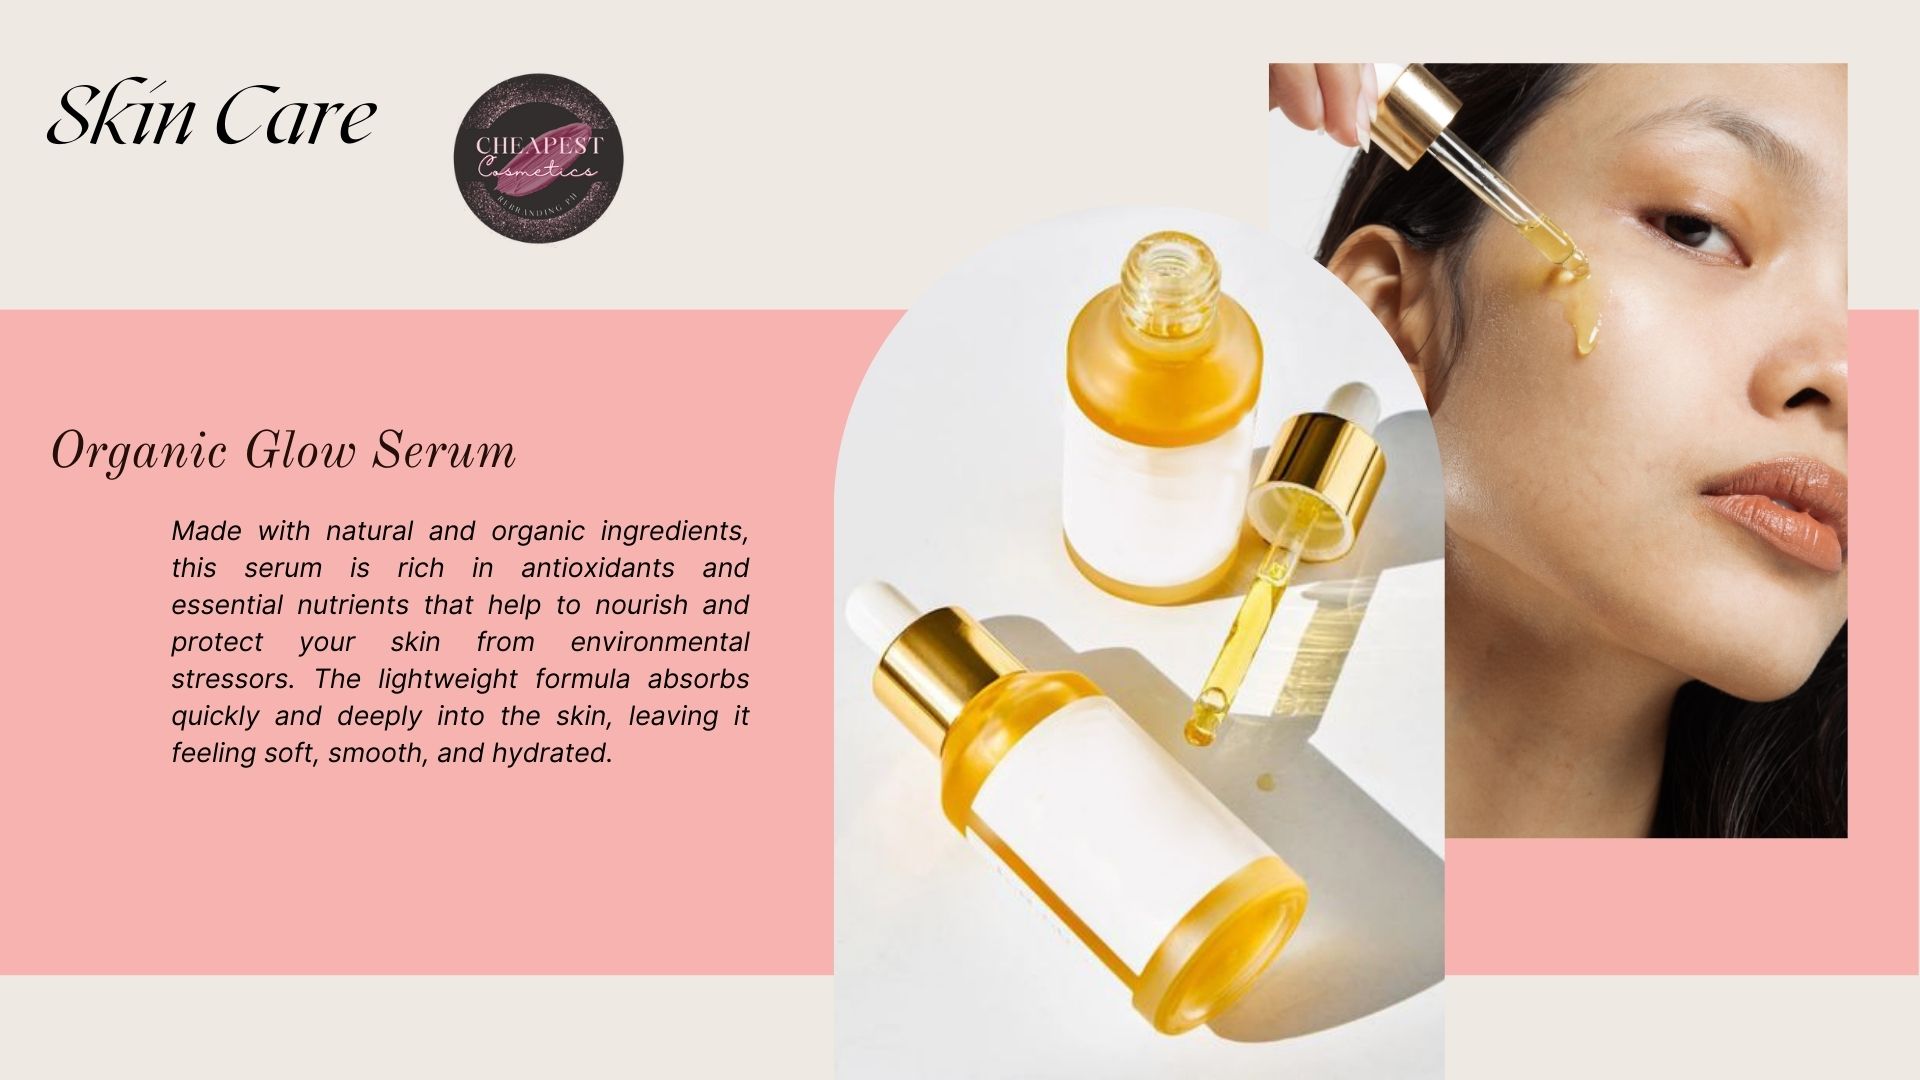 Skin Care
CHEAPEST
Cosmetics
REBRANDING PH
Organic Glow Serum
Made with natural and organic ingredients,
this serum is rich in antioxidants and
essential nutrients that help to nourish and
protect your skin from environmental
stressors. The lightweight formula absorbs
quickly and deeply into the skin, leaving it
feeling soft, smooth, and hydrated.